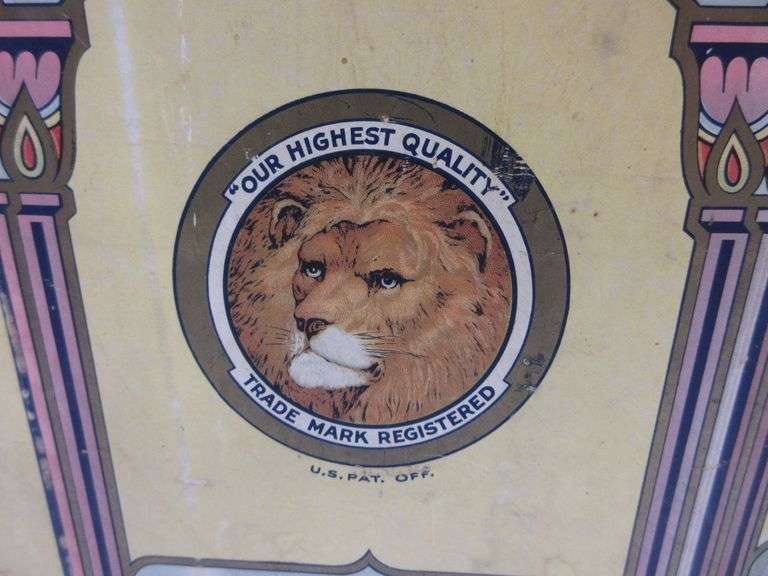 "OUR HIGHEST QUALITY"
TRADE MARK REGISTERED
U.S. PAT. OFF.